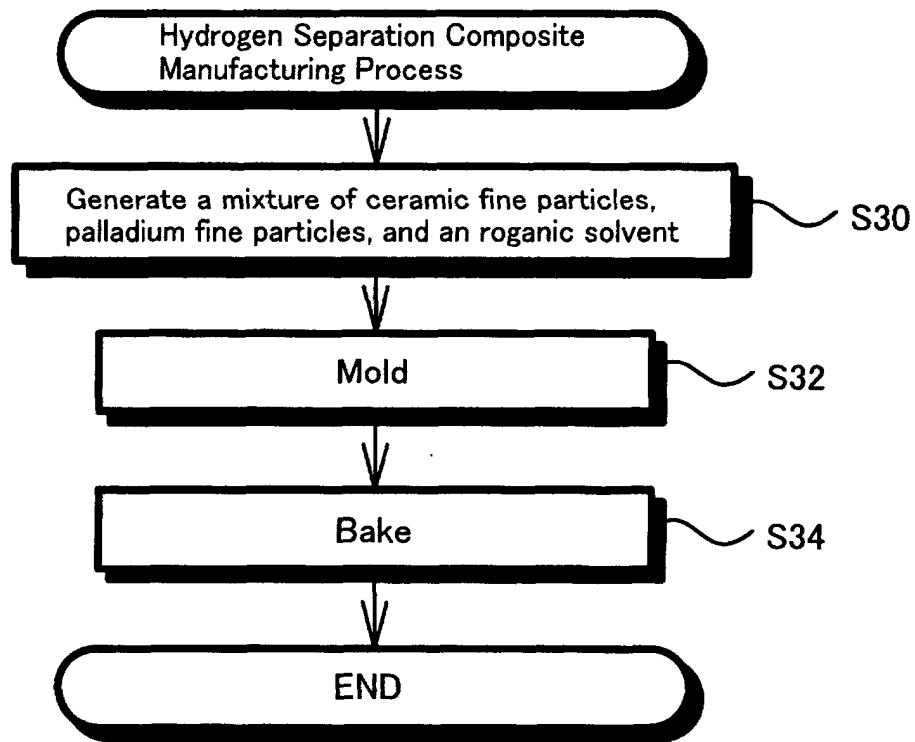 Hydrogen Separation Composite
Manufacturing Process
Generate a mixture of ceramic fine particles,
palladium fine particles, and an roganic solvent
S30
Mold
S32
Bake
S34
END